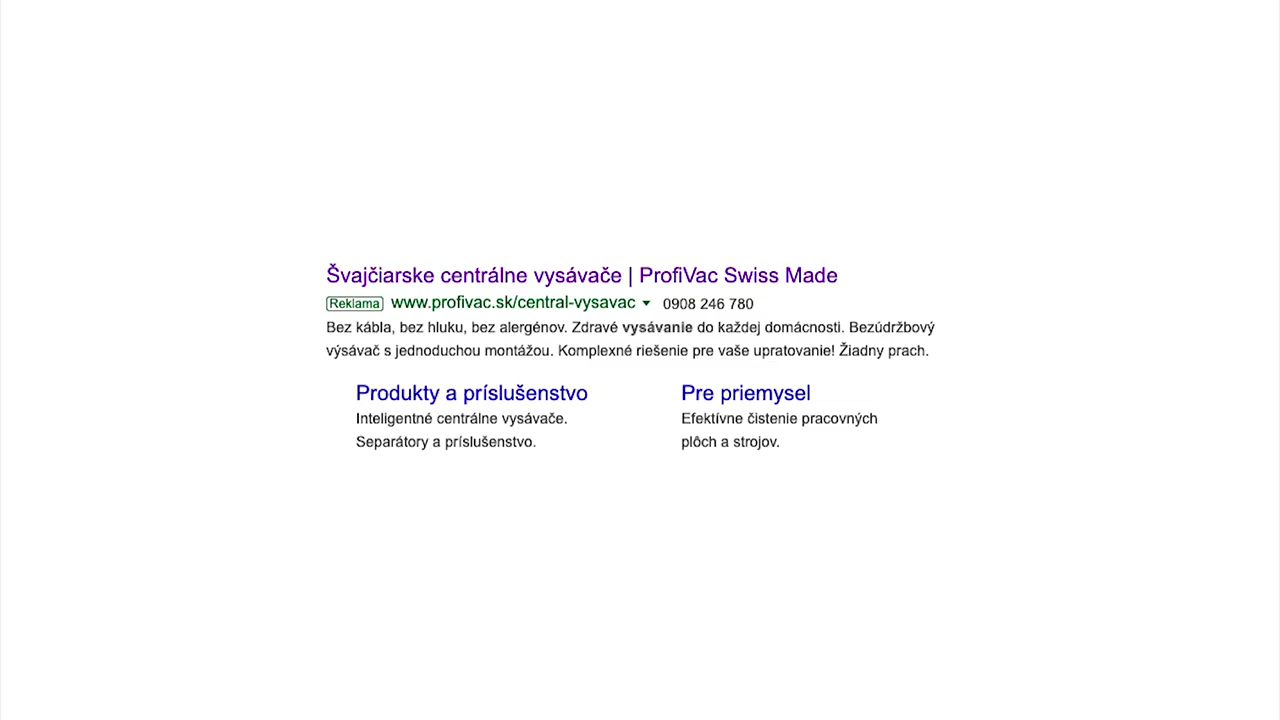 Švajčiarske centrálne vysávače | ProfiVac Swiss Made
Reklama www.profivac.sk/central-vysavac 0908 246 780
Bez kábla, bez hluku, bez alergénov. Zdravé vysávanie do každej domácnosti. Bezúdržbový
výsávač s jednoduchou montážou. Komplexné riešenie pre vaše upratovanie! Žiadny prach.
Produkty a príslušenstvo
Inteligentné centrálne vysávače.
Separátory a príslušenstvo.
Pre priemysel
Efektívne čistenie pracovných
plôch a strojov.